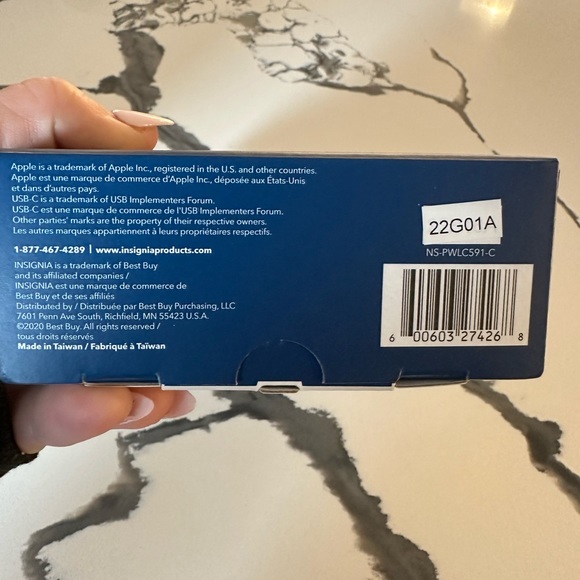 Apple is a trademark of Apple Inc., registered in the U.S. and other countries.
Apple est une marque de commerce d'Apple Inc., déposée aux États-Unis
et dans d'autres pays.
USB-C is a trademark of USB Implementers Forum.
USB-C est une marque de commerce de l'USB Implementers Forum.
Other parties' marks are the property of their respective owners.
Les autres marques appartiennent à leurs propriétaires respectifs.
1-877-467-4289 | www.insigniaproducts.com
INSIGNIA is a trademark of Best Buy
and its affiliated companies /
INSIGNIA est une marque de commerce de
Best Buy et de ses affiliés
Distributed by / Distribuée par Best Buy Purchasing, LLC
7601 Penn Ave South, Richfield, MN 55423 U.S.A.
©2020 Best Buy. All rights reserved /
tous droits réservés
Made in Taiwan / Fabriqué à Taïwan
22G01A
NS-PWLC591-C
6 00603 27426 8